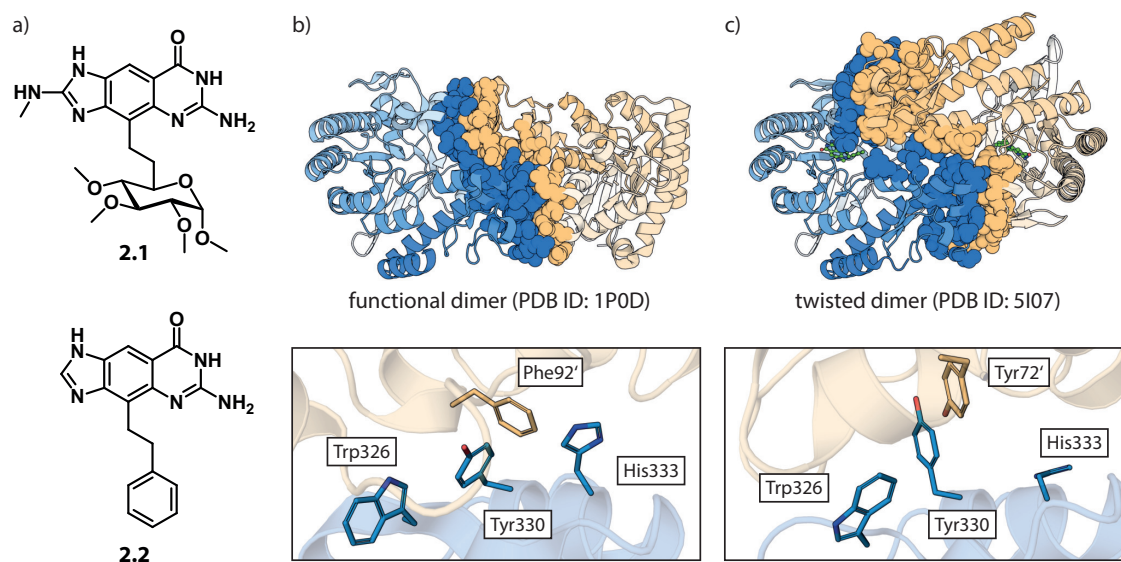 a)
H
N
O
NH
HN
N
N
NH2
O
O
O
O
O
2.1
H
N
O
NH
N
N
NH2
2.2
b)
functional dimer (PDB ID: 1P0D)
Phe92‘
Trp326
His333
Tyr330
c)
twisted dimer (PDB ID: 5I07)
Tyr72‘
His333
Trp326
Tyr330